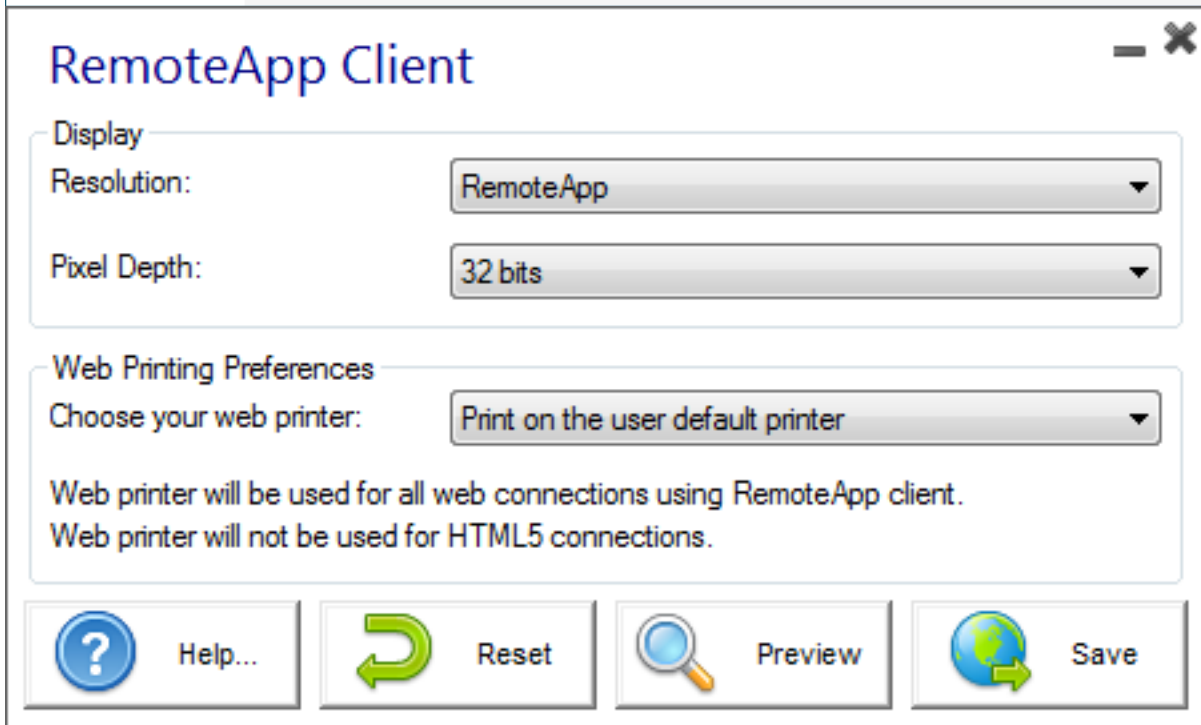 RemoteApp Client
Display
Resolution: RemoteApp
Pixel Depth: 32 bits
Web Printing Preferences
Choose your web printer: Print on the user default printer
Web printer will be used for all web connections using RemoteApp client.
Web printer will not be used for HTML5 connections.
? Help... Reset Preview Save